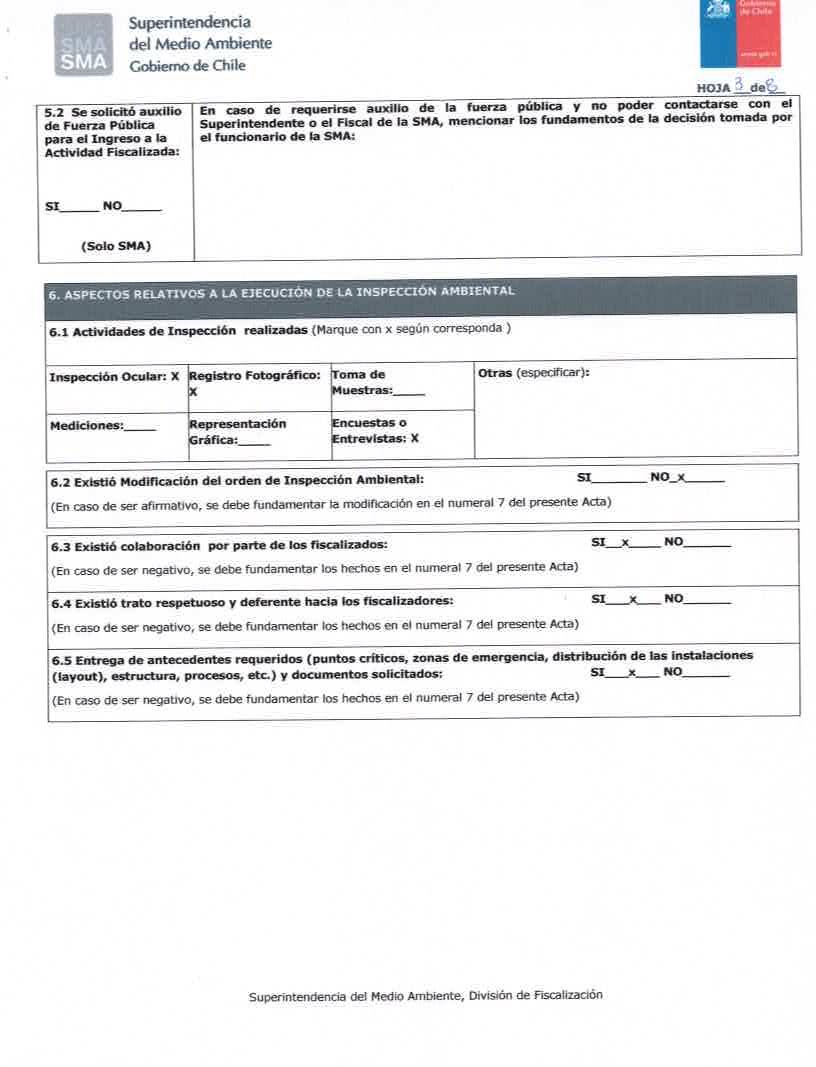 Superintendencia
del Medio Ambiente
Gobierno de Chile
SMA
SMA
SMA
Gobierno
de Chile
www.gob.cl
HOJA 3 de 8
5.2 Se solicitó auxilio
de Fuerza Pública
para el Ingreso a la
Actividad Fiscalizada:
SI______ NO______
(Solo SMA)
En caso de requerirse auxilio de la fuerza pública y no poder contactarse con el
Superintendente o el Fiscal de la SMA, mencionar los fundamentos de la decisión tomada por
el funcionario de la SMA:
6. ASPECTOS RELATIVOS A LA EJECUCIÓN DE LA INSPECCIÓN AMBIENTAL
6.1 Actividades de Inspección realizadas (Marque con x según corresponda )
Inspección Ocular: X
Registro Fotográfico:
X
Toma de
Muestras:_____
Otras (especificar):
Mediciones:_____
Representación
Gráfica:_____
Encuestas o
Entrevistas: X
6.2 Existió Modificación del orden de Inspección Ambiental: SI________ NO_x______
(En caso de ser afirmativo, se debe fundamentar la modificación en el numeral 7 del presente Acta)
6.3 Existió colaboración por parte de los fiscalizados: SI__x_____ NO_______
(En caso de ser negativo, se debe fundamentar los hechos en el numeral 7 del presente Acta)
6.4 Existió trato respetuoso y deferente hacia los fiscalizadores: SI___x____ NO_______
(En caso de ser negativo, se debe fundamentar los hechos en el numeral 7 del presente Acta)
6.5 Entrega de antecedentes requeridos (puntos críticos, zonas de emergencia, distribución de las instalaciones
(layout), estructura, procesos, etc.) y documentos solicitados: SI___x____ NO_______
(En caso de ser negativo, se debe fundamentar los hechos en el numeral 7 del presente Acta)
Superintendencia del Medio Ambiente, División de Fiscalización